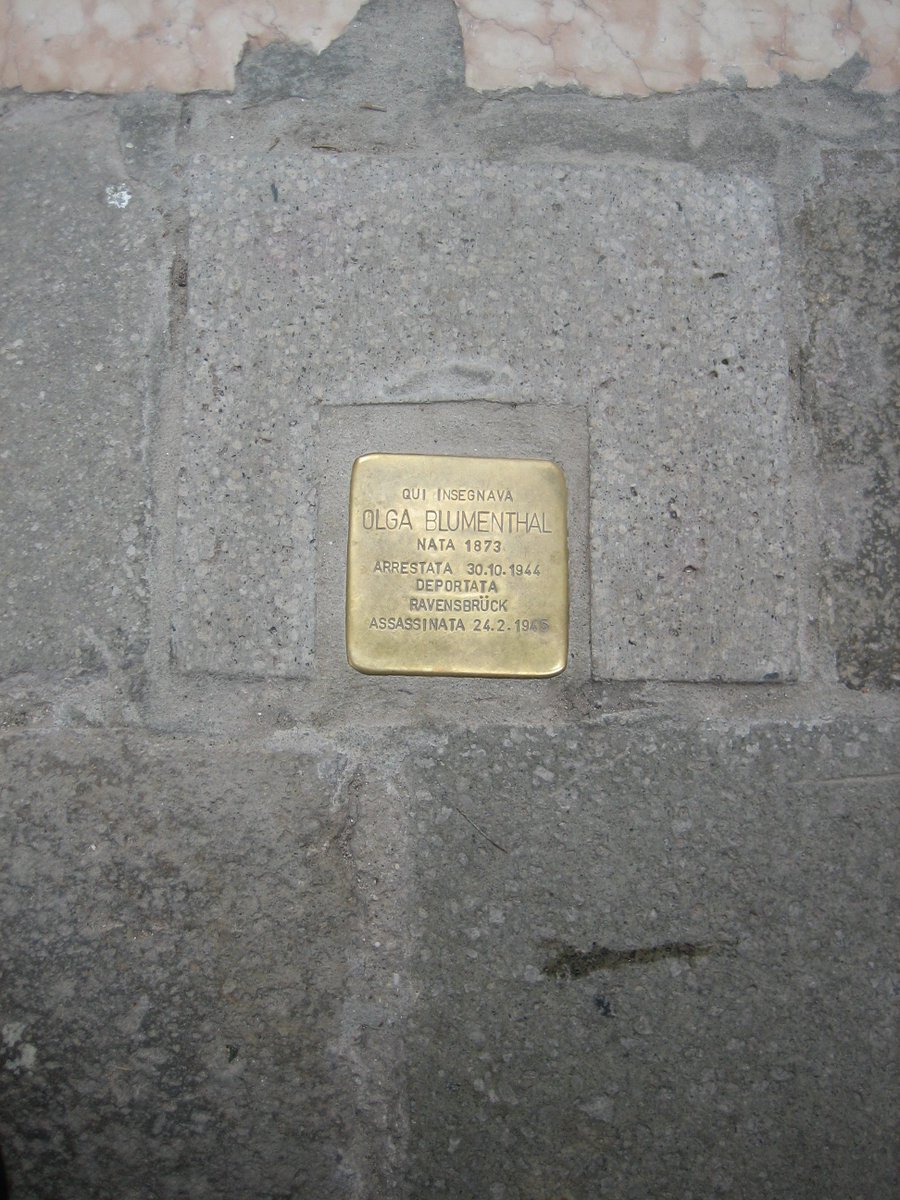 QUI INSEGNAVA
OLGA BLUMENTHAL
NATA 1873
ARRESTATA 30.10.1944
DEPORTATA
RAVENSBRÜCK
ASSASSINATA 24.2.1945